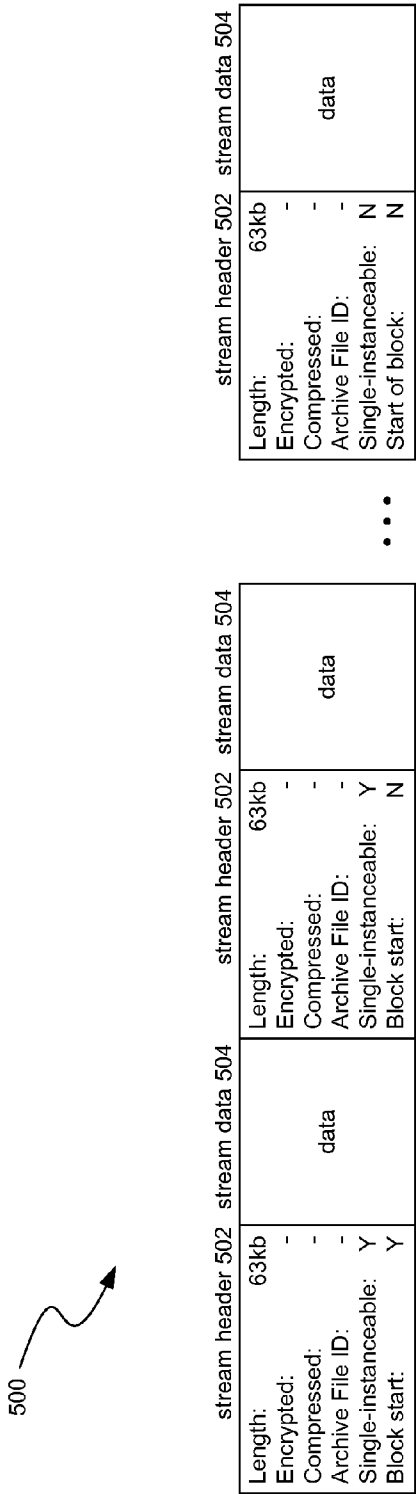 500
stream header 502
stream data 504
Length: 63kb
Encrypted: -
Compressed: -
Archive File ID: -
Single-instanceable: Y
Block start: Y
data
stream header 502
stream data 504
Length: 63kb
Encrypted: -
Compressed: -
Archive File ID: -
Single-instanceable: Y
Block start: N
data
stream header 502
stream data 504
Length: 63kb
Encrypted: -
Compressed: -
Archive File ID: -
Single-instanceable: N
Start of block: N
data